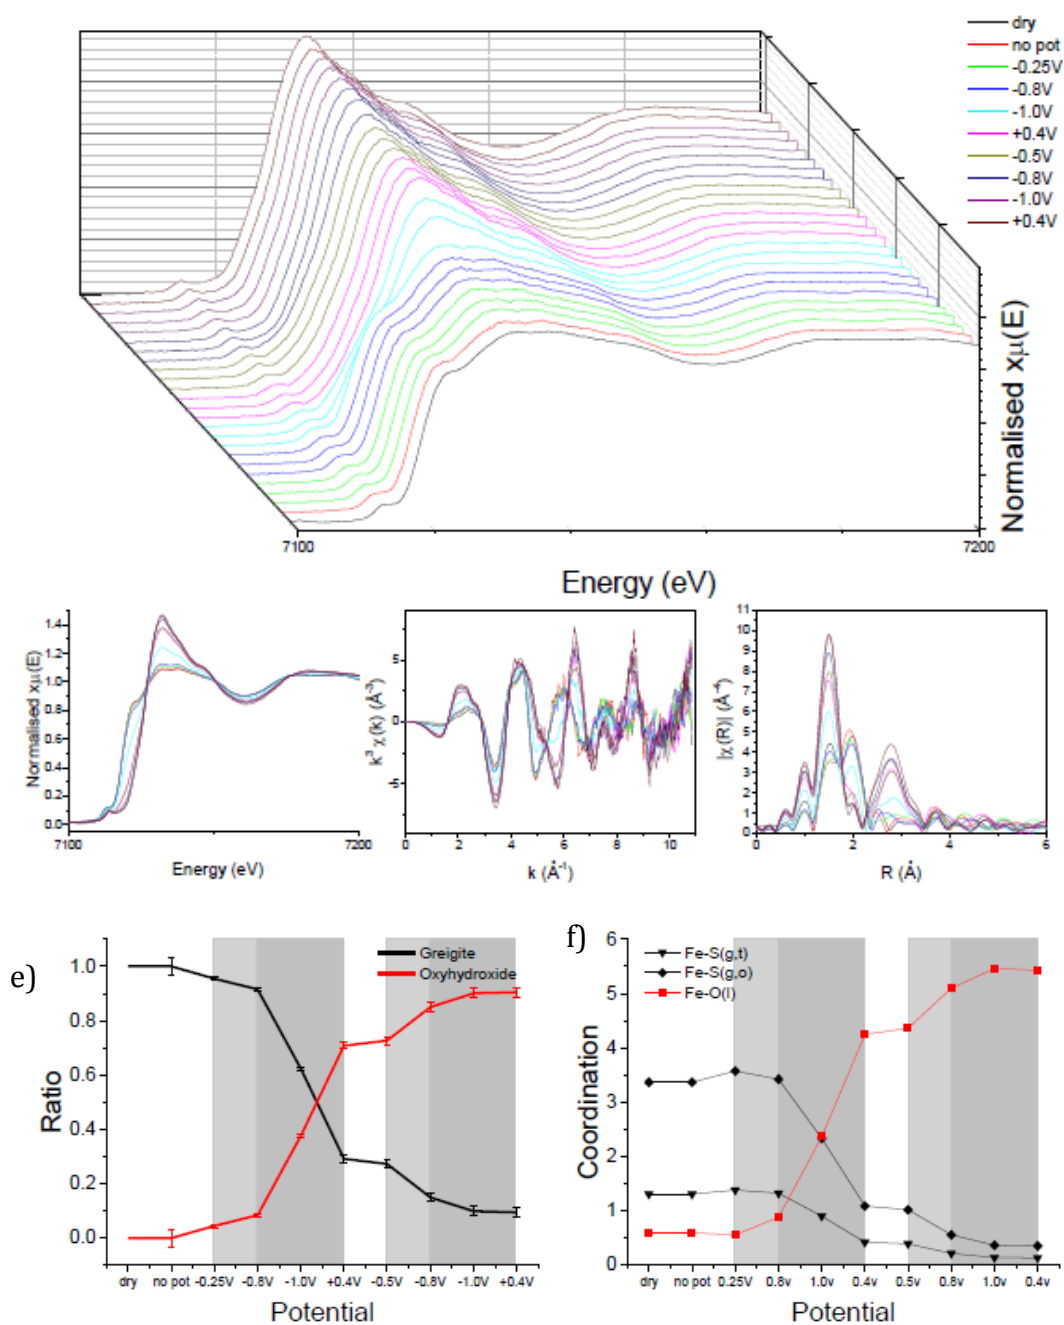 dry
no pot
-0.25V
-0.8V
-1.0V
+0.4V
-0.5V
-0.8V
-1.0V
+0.4V
Normalised xμ(E)
7100
7200
Energy (eV)
Normalised xμ(E)
1.4
1.2
1.0
0.8
0.6
0.4
0.2
0.0
7100
7200
Energy (eV)
k³ χ(k) (Å⁻³)
5
0
-5
0
2
4
6
8
10
k (Å⁻¹)
|χ(R)| (Å⁻⁴)
11
10
9
8
7
6
5
4
3
2
1
0
0
2
4
6
R (Å)
e)
Ratio
1.0
0.8
0.6
0.4
0.2
0.0
Greigite
Oxyhydroxide
dry
no pot
-0.25V
-0.8V
-1.0V
+0.4V
-0.5V
-0.8V
-1.0V
+0.4V
Potential
f)
Coordination
6
5
4
3
2
1
0
Fe-S(g,t)
Fe-S(g,o)
Fe-O(l)
dry
no pot
0.25V
0.8v
1.0v
0.4v
0.5v
0.8v
1.0v
0.4v
Potential